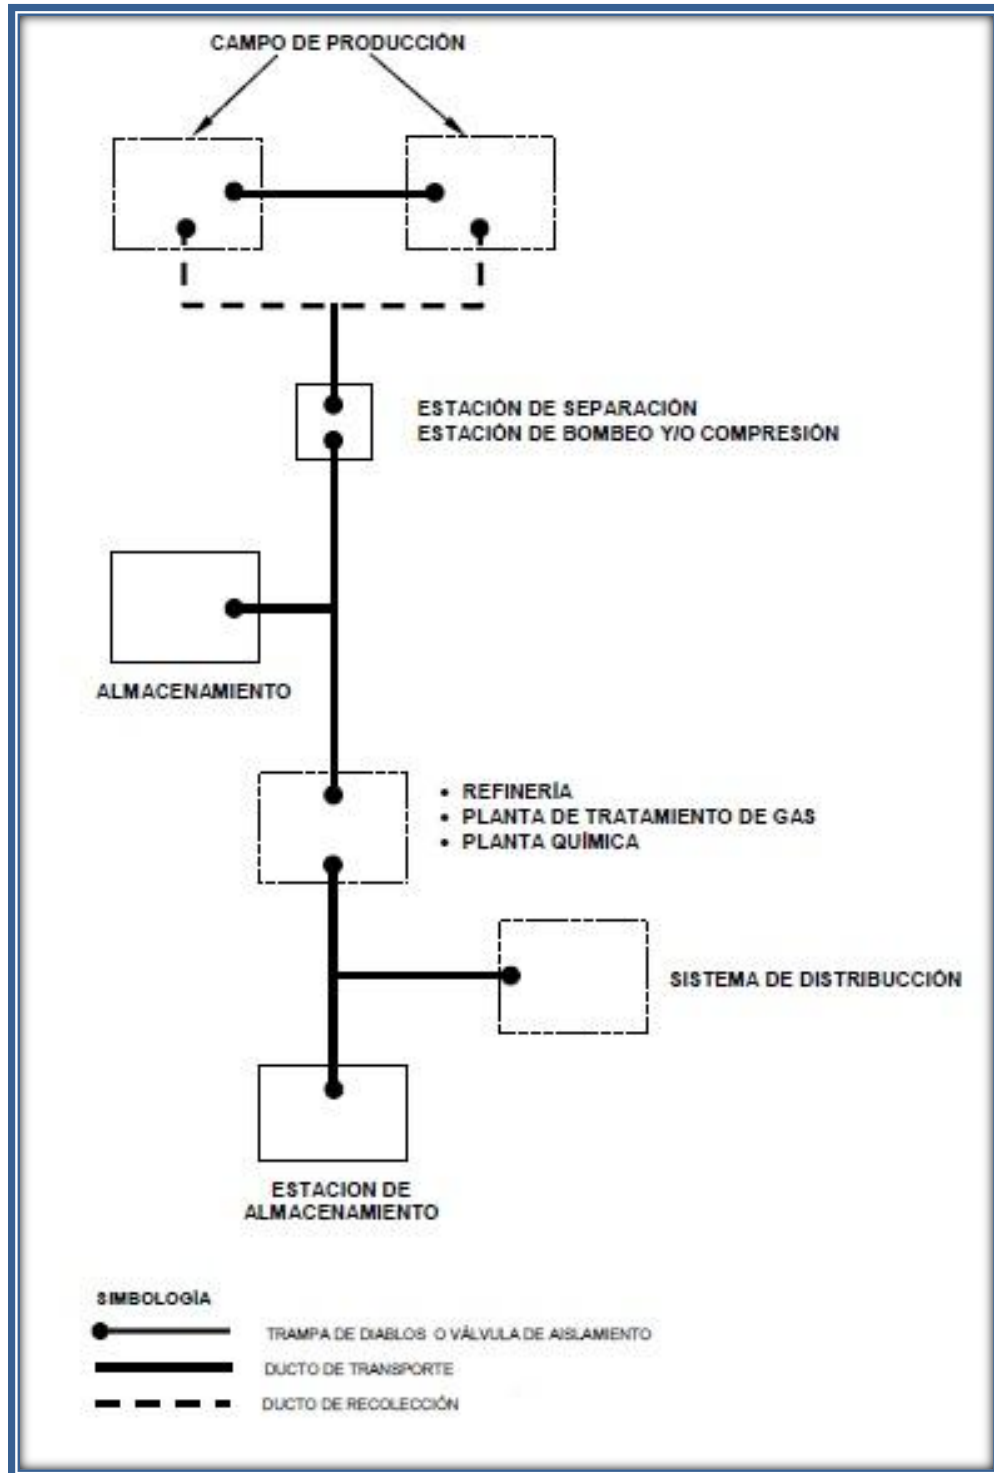 CAMPO DE PRODUCCIÓN
ESTACIÓN DE SEPARACIÓN
ESTACIÓN DE BOMBEO Y/O COMPRESIÓN
ALMACENAMIENTO
• REFINERÍA
• PLANTA DE TRATAMIENTO DE GAS
• PLANTA QUÍMICA
SISTEMA DE DISTRIBUCCIÓN
ESTACION DE
ALMACENAMIENTO
SIMBOLOGÍA
TRAMPA DE DIABLOS O VÁLVULA DE AISLAMIENTO
DUCTO DE TRANSPORTE
DUCTO DE RECOLECCIÓN